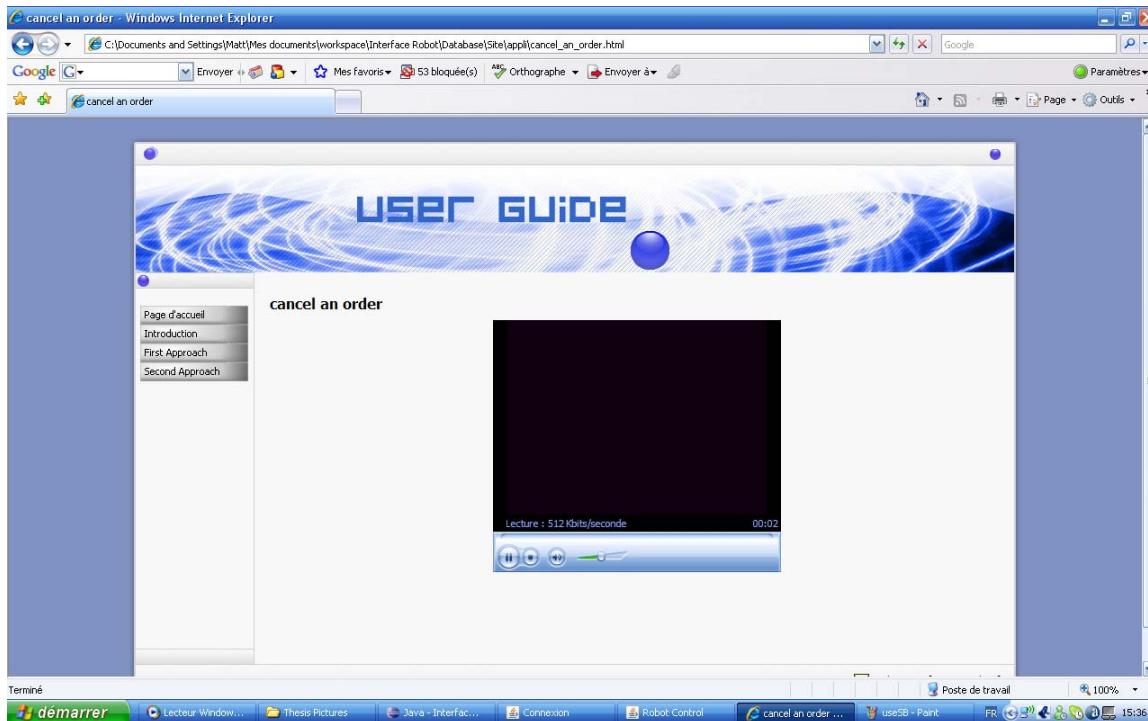 cancel an order - Windows Internet Explorer
C:\Documents and Settings\Matt\Mes documents\workspace\Interface Robot\Database\Site\appli\cancel_an_order.html
Google
Google G Envoyer Mes favoris 53 bloquée(s) ABC Orthographe Envoyer à Paramètres
cancel an order
Page Outils
USER GUIDE
Page d'accueil
Introduction
First Approach
Second Approach
cancel an order
Lecture : 512 Kbits/seconde 00:02
Terminé Poste de travail 100%
démarrer Lecteur Window... Thesis Pictures Java - Interfac... Connexion Robot Control cancel an order ... useSB - Paint FR 15:36